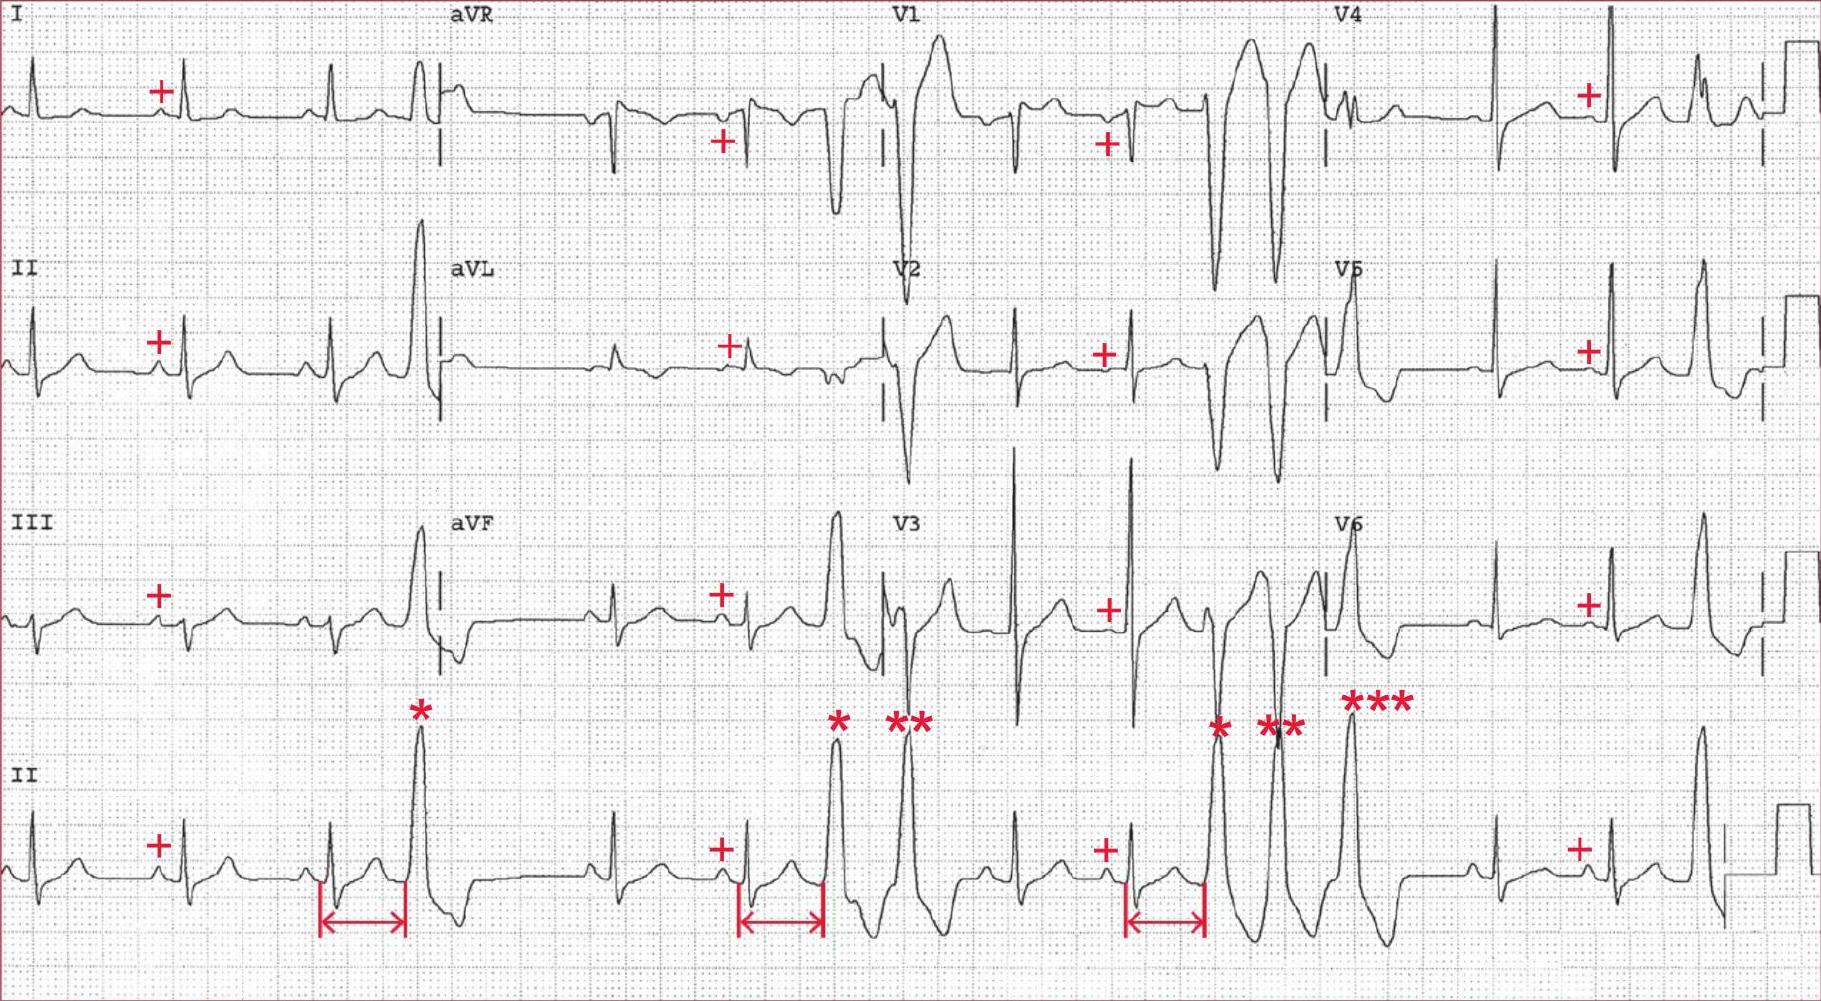 I aVR V1 V4
+ + + +
II aVL V2 V5
+ + + +
III aVF V3 V6
+ + + +
* * ** * ** ***
II
+ + + +